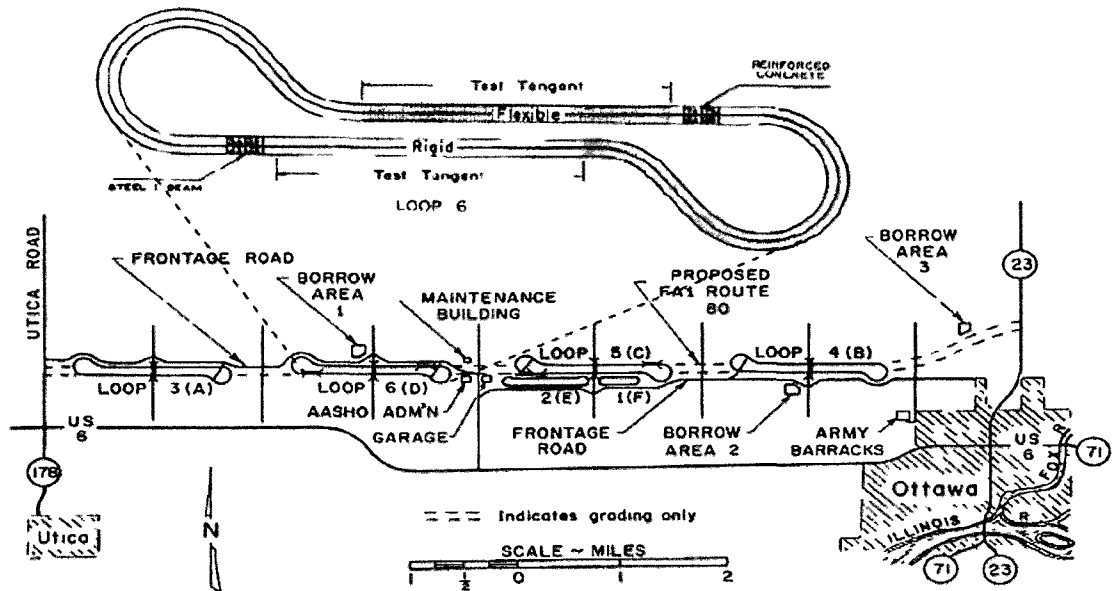 REINFORCED
CONCRETE
Test Tangent
Flexible
Rigid
STEEL I BEAM
Test Tangent
LOOP 6
UTICA ROAD
FRONTAGE ROAD
BORROW
AREA
1
MAINTENANCE
BUILDING
PROPOSED
FAI ROUTE
80
BORROW
AREA
3
23
LOOP 3 (A)
LOOP 6 (D)
LOOP 5 (C)
LOOP 4 (B)
2 (E) 1 (F)
AASHO ADM'N
GARAGE
FRONTAGE
ROAD
BORROW
AREA 2
ARMY
BARRACKS
US
6
US
6
178
Utica
N
Ottawa
FOX R
71
ILLINOIS R
71
23
Indicates grading only
SCALE ~ MILES
1 1/2 0 1 2